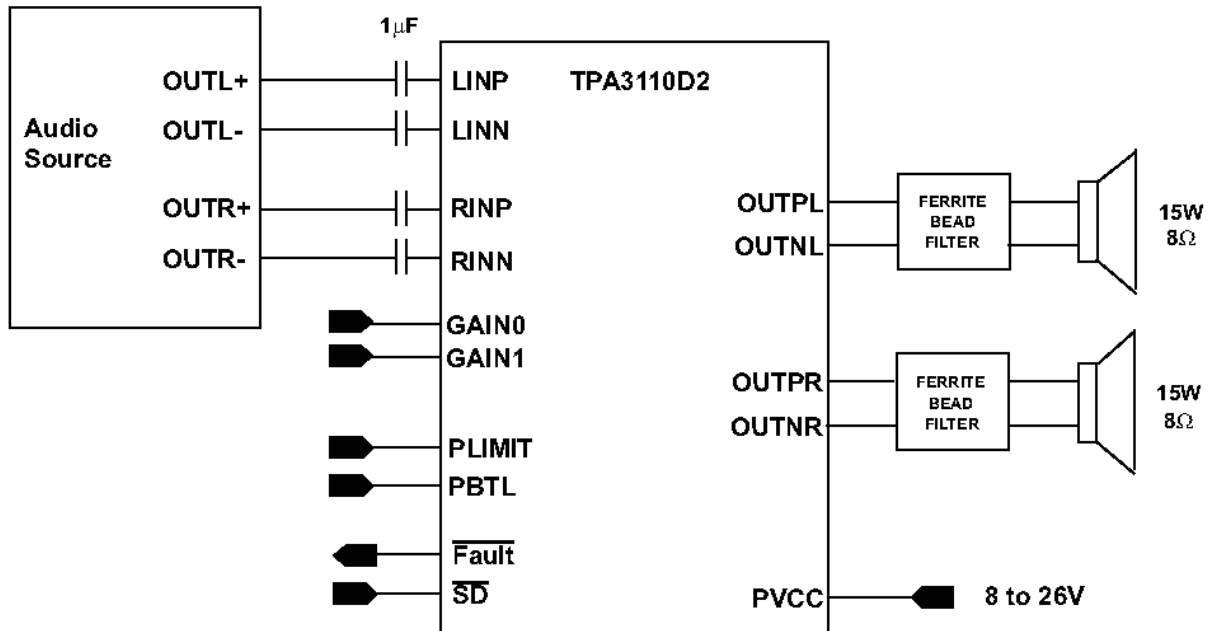 1µF
Audio
Source
OUTL+
OUTL-
OUTR+
OUTR-
LINP
LINN
RINP
RINN
GAIN0
GAIN1
PLIMIT
PBTL
Fault
SD
TPA3110D2
OUTPL
OUTNL
FERRITE
BEAD
FILTER
15W
8Ω
OUTPR
OUTNR
FERRITE
BEAD
FILTER
15W
8Ω
PVCC
8 to 26V